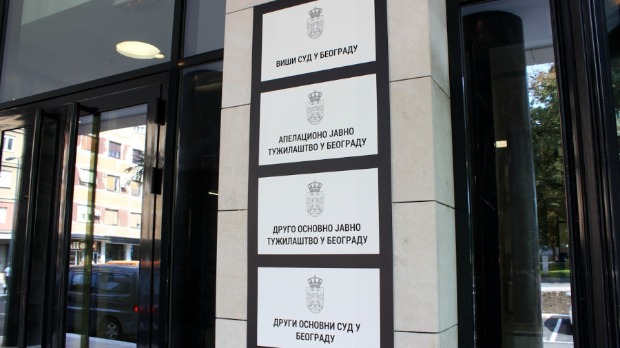 ВИШИ СУД У БЕОГРАДУ
АПЕЛАЦИОНО ЈАВНО
ТУЖИЛАШТВО У БЕОГРАДУ
ДРУГО ОСНОВНО ЈАВНО
ТУЖИЛАШТВО У БЕОГРАДУ
ДРУГИ ОСНОВНИ СУД У
БЕОГРАДУ